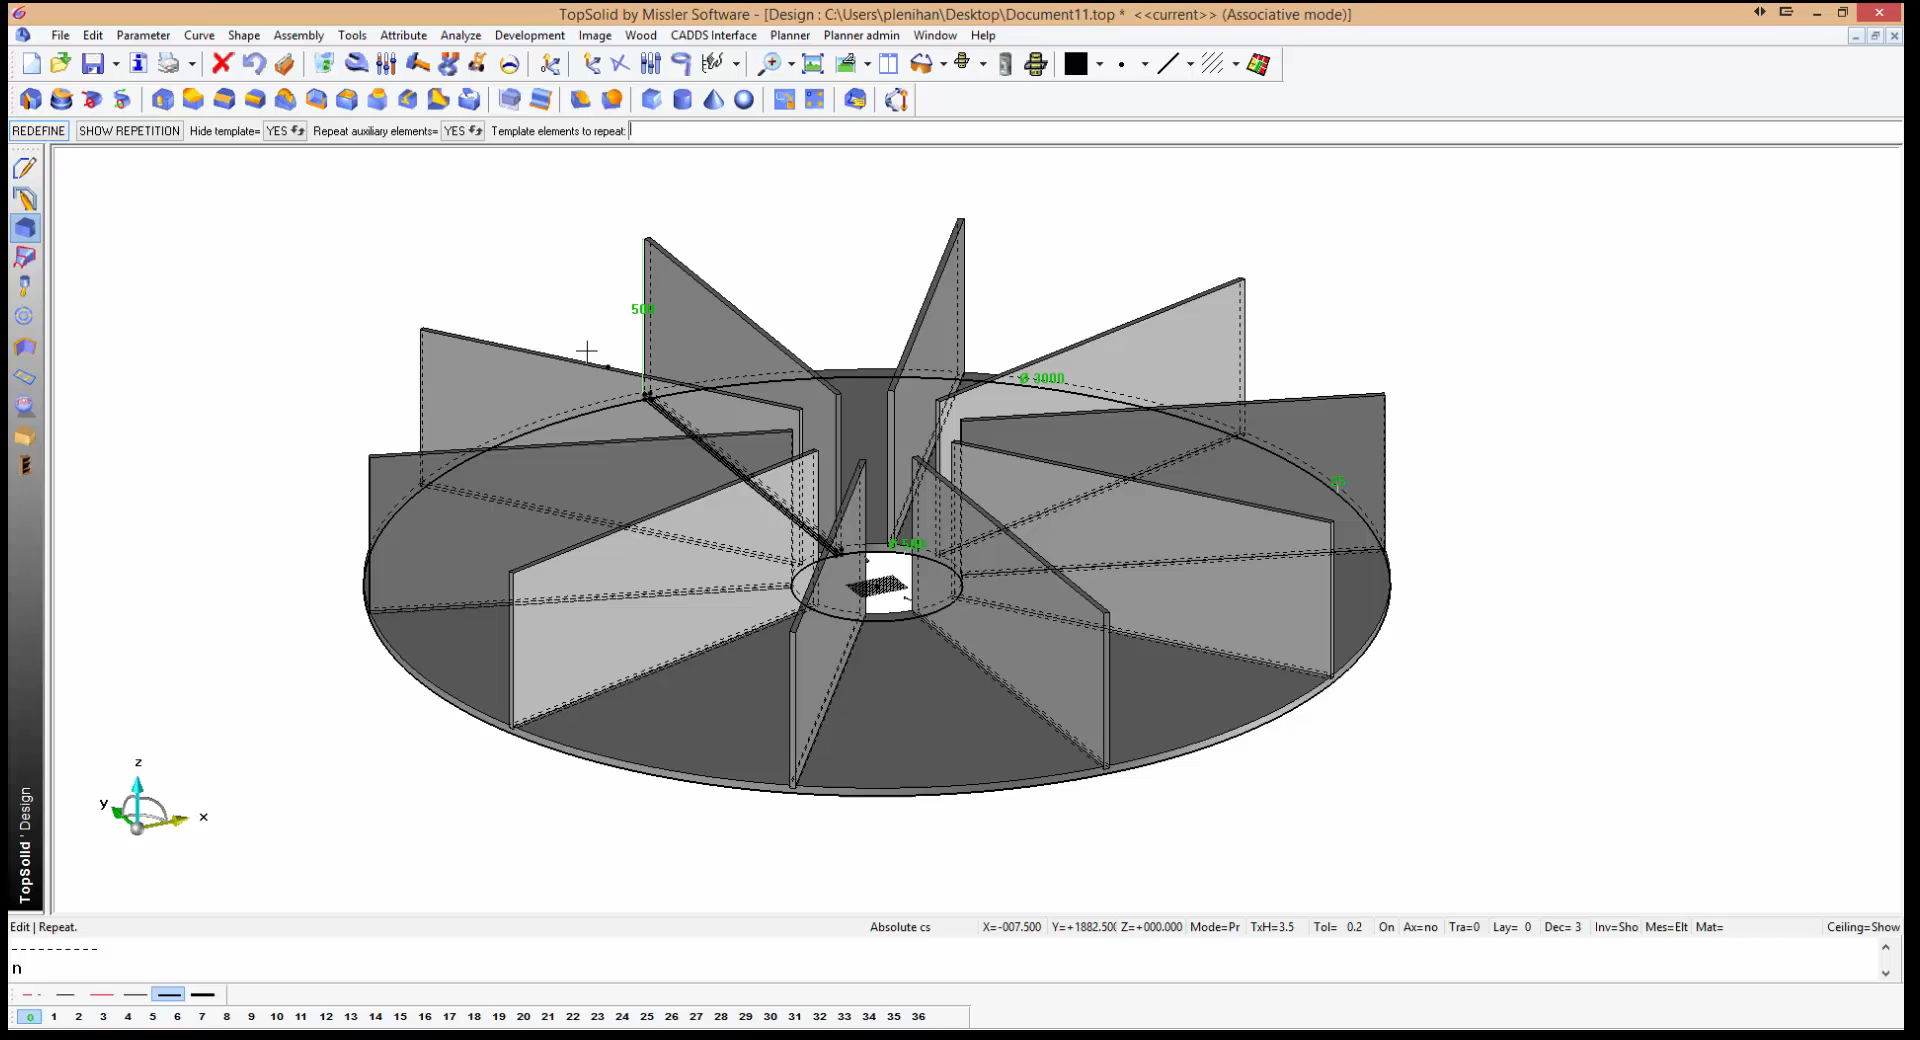 TopSolid by Missler Software - [Design : C:\Users\plenihan\Desktop\Document11.top * <<current>> (Associative mode)]
File Edit Parameter Curve Shape Assembly Tools Attribute Analyze Development Image Wood CADDS Interface Planner Planner admin Window Help
REDEFINE SHOW REPETITION Hide template= YES Repeat auxiliary elements= YES Template elements to repeat:
500
Ø 3000
25
Ø 500
z
y
x
TopSolid ' Design
Edit | Repeat. Absolute cs X=-007.500 Y=+1882.500 Z=+000.000 Mode=Pr TxH=3.5 Tol= 0.2 On Ax=no Tra=0 Lay= 0 Dec= 3 Inv=Sho Mes=Elt Mat= Ceiling=Show
----------
n
0 1 2 3 4 5 6 7 8 9 10 11 12 13 14 15 16 17 18 19 20 21 22 23 24 25 26 27 28 29 30 31 32 33 34 35 36